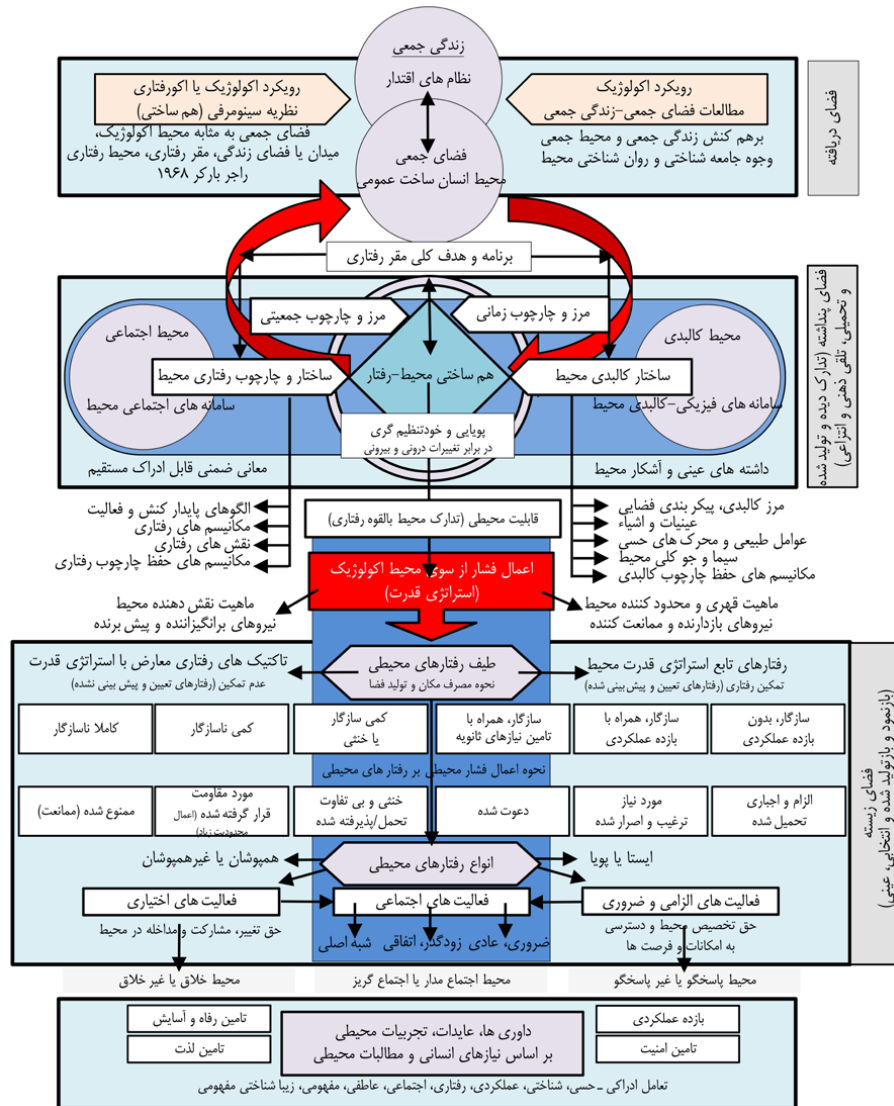 زندگی جمعی
نظام های اقتدار
فضای جمعی
محیط انسان ساخت عمومی
رویکرد اکولوژیک
مطالعات فضای جمعی-زندگی جمعی
برهم کنش زندگی جمعی و محیط جمعی
وجوه جامعه شناختی و روان شناختی محیط
رویکرد اکولوژیک یا اکورفتاری
نظریه سینومرفی (هم ساختی)
فضای جمعی به مثابه محیط اکولوژیک،
میدان یا فضای زندگی، مقر رفتاری، محیط رفتاری
راجر بارکر ۱۹۶۸
فضای دریافته
برنامه و هدف کلی مقر رفتاری
مرز و چارچوب زمانی
مرز و چارچوب جمعیتی
محیط کالبدی
ساختار کالبدی محیط
سامانه های فیزیکی-کالبدی محیط
هم ساختی محیط-رفتار
محیط اجتماعی
ساختار و چارچوب رفتاری محیط
سامانه های اجتماعی محیط
پویایی و خودتنظیم گری
در برابر تغییرات درونی و بیرونی
داشته های عینی و آشکار محیط
معانی ضمنی قابل ادراک مستقیم
فضای پنداشته (تدارک دیده و تولید شده
و تحمیلی، تلقی ذهنی و انتزاعی)
مرز کالبدی، پیکر بندی فضایی
عینیات و اشیاء
عوامل طبیعی و محرک های حسی
سیما و جو کلی محیط
مکانیسم های حفظ چارچوب کالبدی
قابلیت محیطی (تدارک محیط بالقوه رفتاری)
الگوهای پایدار کنش و فعالیت
مکانیسم های رفتاری
نقش های رفتاری
مکانیسم های حفظ چارچوب رفتاری
اعمال فشار از سوی محیط اکولوژیک
(استراتژی قدرت)
ماهیت قهری و محدود کننده محیط
نیروهای بازدارنده و ممانعت کننده
ماهیت نقش دهنده محیط
نیروهای برانگیزاننده و پیش برنده
رفتارهای تابع استراتژی قدرت محیط
تمکین رفتاری (رفتارهای تعیین و پیش بینی شده)
طیف رفتارهای محیطی
نحوه مصرف مکان و تولید فضا
تاکتیک های رفتاری معارض با استراتژی قدرت
عدم تمکین (رفتارهای تعیین و پیش بینی نشده)
سازگار، بدون
بازده عملکردی
سازگار، همراه با
بازده عملکردی
سازگار، همراه با
تامین نیازهای ثانویه
کمی سازگار
یا خنثی
کمی ناسازگار
کاملا ناسازگار
نحوه اعمال فشار محیطی بر رفتار های محیطی
الزام و اجباری
تحمیل شده
مورد نیاز
ترغیب و اصرار شده
دعوت شده
خنثی و بی تفاوت
تحمل/پذیرفته شده
مورد مقاومت
قرار گرفته شده (اعمال
محدودیت زیاد)
ممنوع شده (ممانعت)
ایستا یا پویا
انواع رفتارهای محیطی
همپوشان یا غیرهمپوشان
فعالیت های الزامی و ضروری
فعالیت های اجتماعی
فعالیت های اختیاری
حق تخصیص محیط و دسترسی
به امکانات و فرصت ها
ضروری، عادی
زودگذر، اتفاقی
شبه اصلی
حق تغییر، مشارکت و مداخله در محیط
فضای زیسته
(بازنمود و بازتولید شده و انتخابی، عینی)
محیط پاسخگو یا غیر پاسخگو
محیط اجتماع مدار یا اجتماع گریز
محیط خلاق یا غیر خلاق
بازده عملکردی
تامین امنیت
داوری ها، عایدات، تجربیات محیطی
بر اساس نیازهای انسانی و مطالبات محیطی
تامین رفاه و آسایش
تامین لذت
تعامل ادراکی -حسی، شناختی، عملکردی، رفتاری، اجتماعی، عاطفی، مفهومی، زیبا شناختی مفهومی